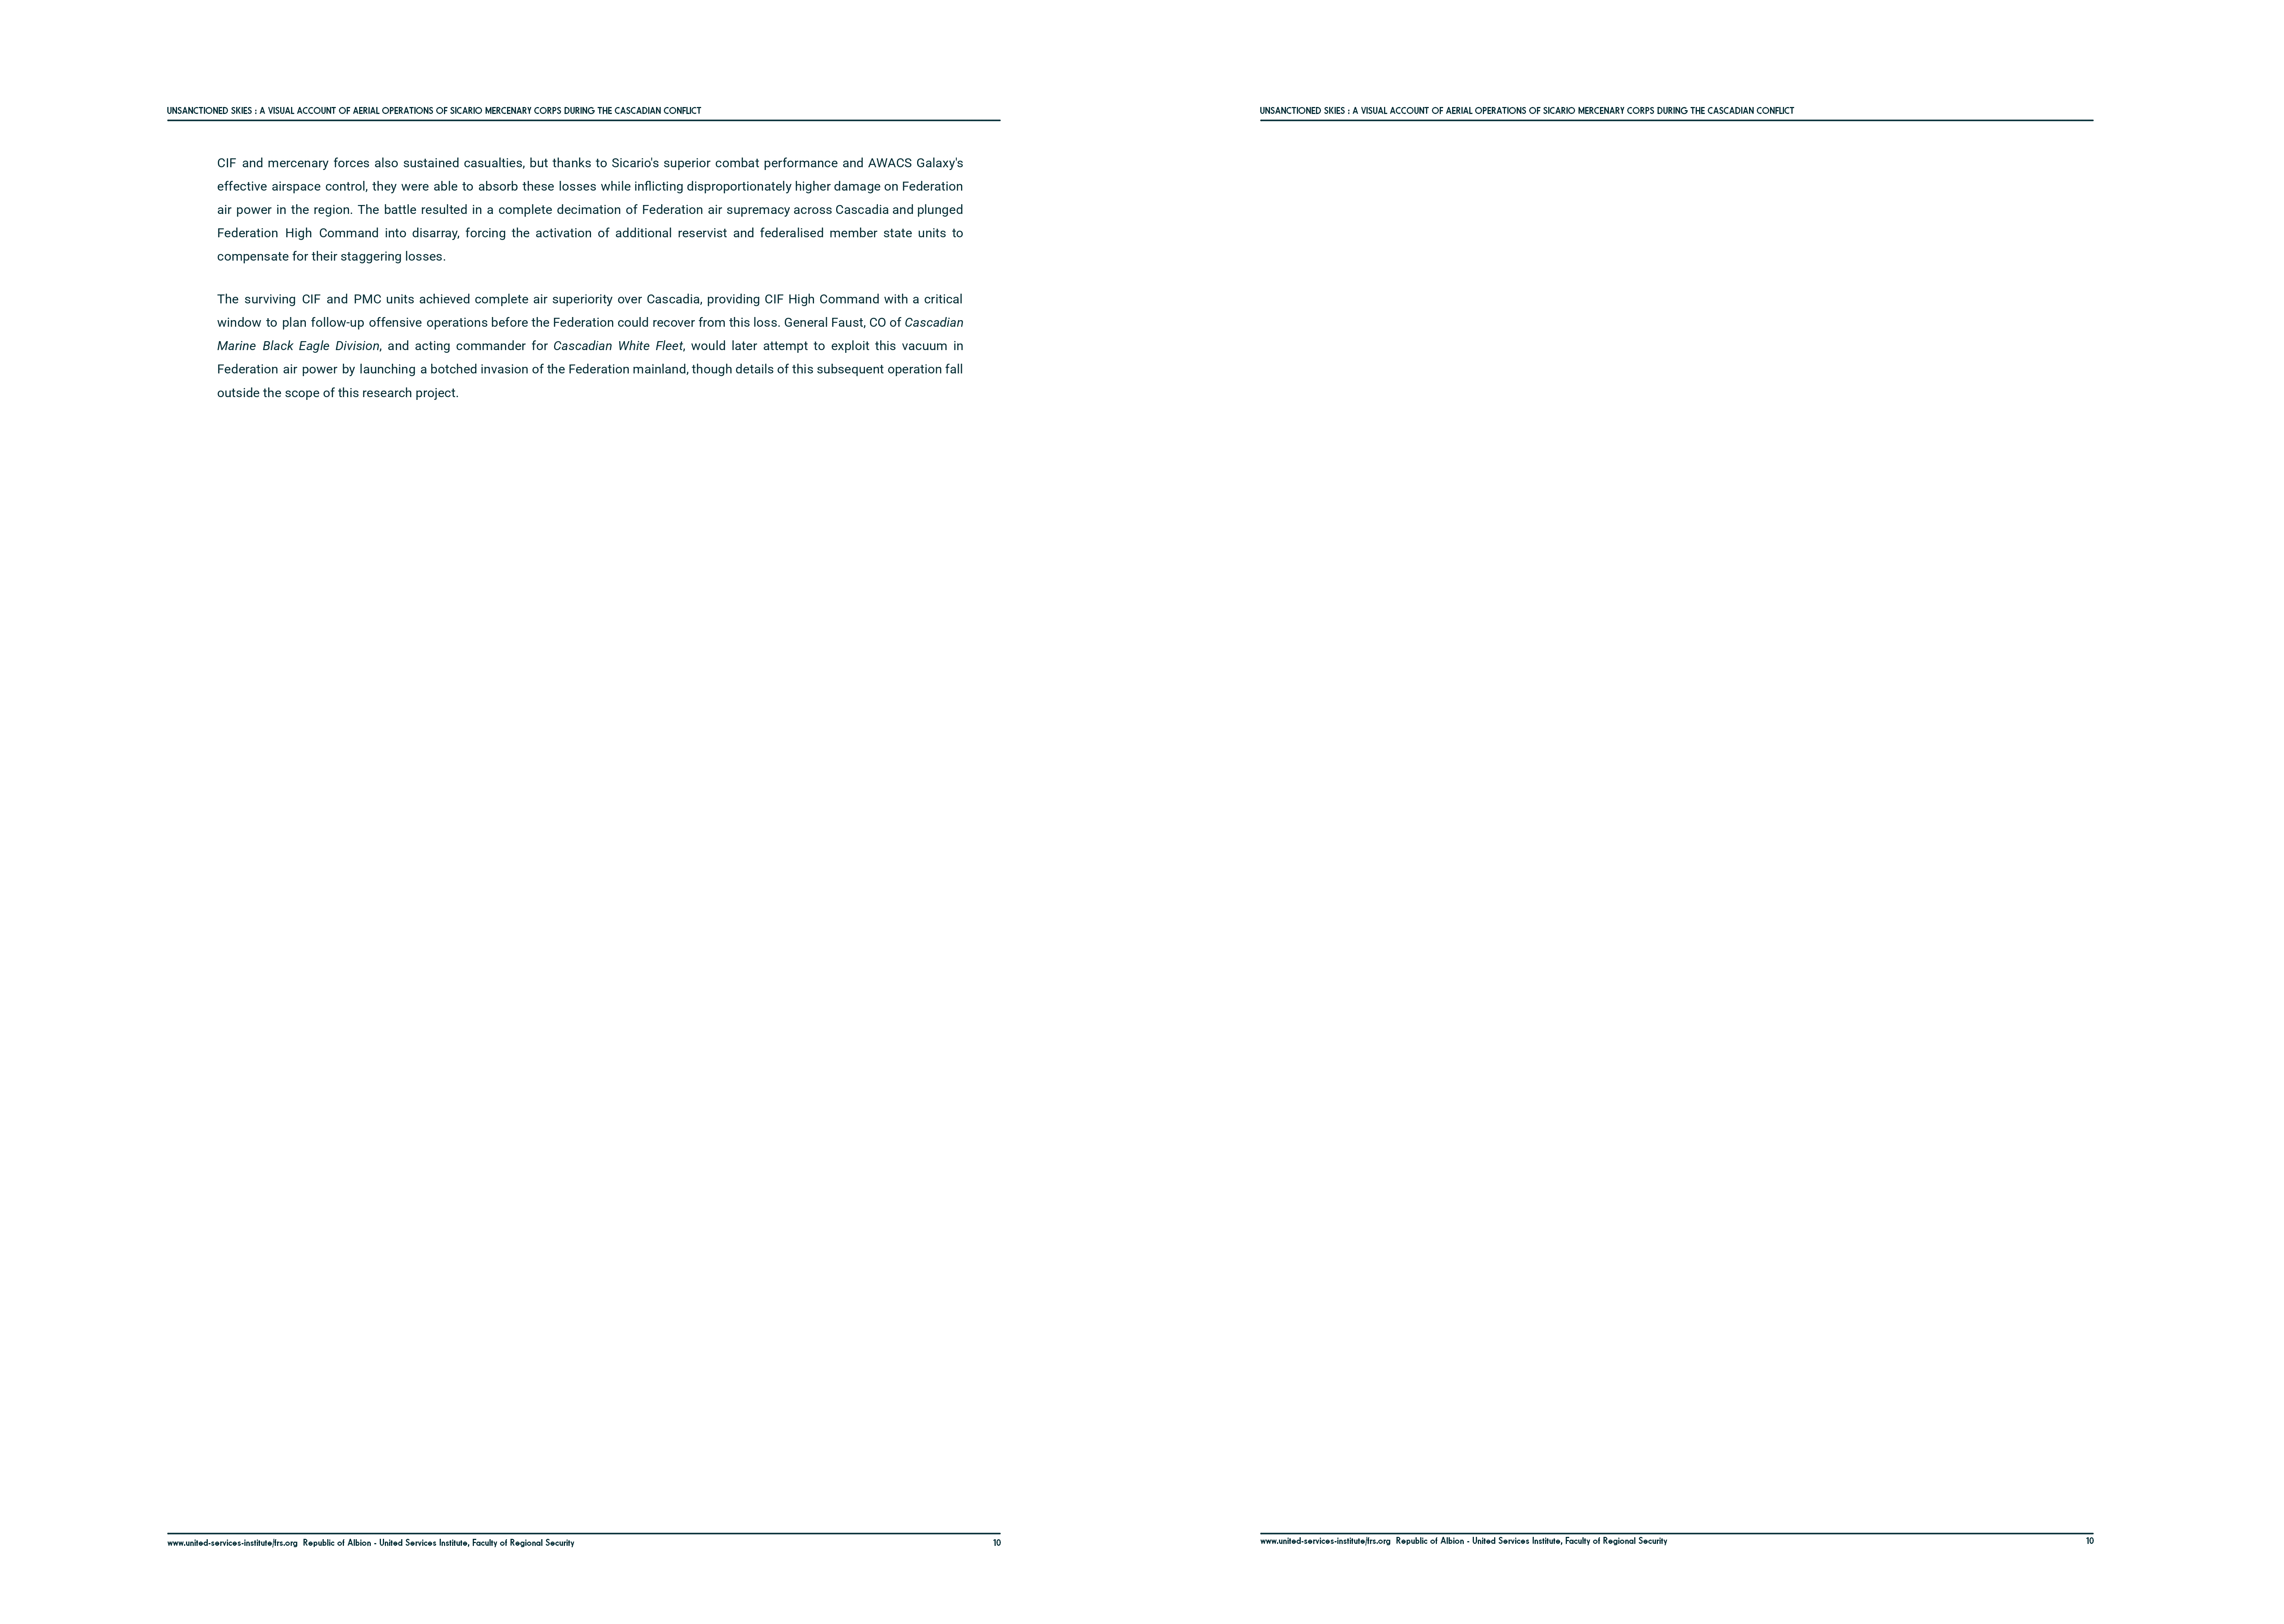 UNSANCTIONED SKIES : A VISUAL ACCOUNT OF AERIAL OPERATIONS OF SICARIO MERCENARY CORPS DURING THE CASCADIAN CONFLICT
CIF and mercenary forces also sustained casualties, but thanks to Sicario's superior combat performance and AWACS Galaxy's
effective airspace control, they were able to absorb these losses while inflicting disproportionately higher damage on Federation
air power in the region. The battle resulted in a complete decimation of Federation air supremacy across Cascadia and plunged
Federation High Command into disarray, forcing the activation of additional reservist and federalised member state units to
compensate for their staggering losses.
The surviving CIF and PMC units achieved complete air superiority over Cascadia, providing CIF High Command with a critical
window to plan follow-up offensive operations before the Federation could recover from this loss. General Faust, CO of Cascadian
Marine Black Eagle Division, and acting commander for Cascadian White Fleet, would later attempt to exploit this vacuum in
Federation air power by launching a botched invasion of the Federation mainland, though details of this subsequent operation fall
outside the scope of this research project.
www.united-services-institute/frs.org Republic of Albion - United Services Institute, Faculty of Regional Security 10
UNSANCTIONED SKIES : A VISUAL ACCOUNT OF AERIAL OPERATIONS OF SICARIO MERCENARY CORPS DURING THE CASCADIAN CONFLICT
www.united-services-institute/frs.org Republic of Albion - United Services Institute, Faculty of Regional Security 10